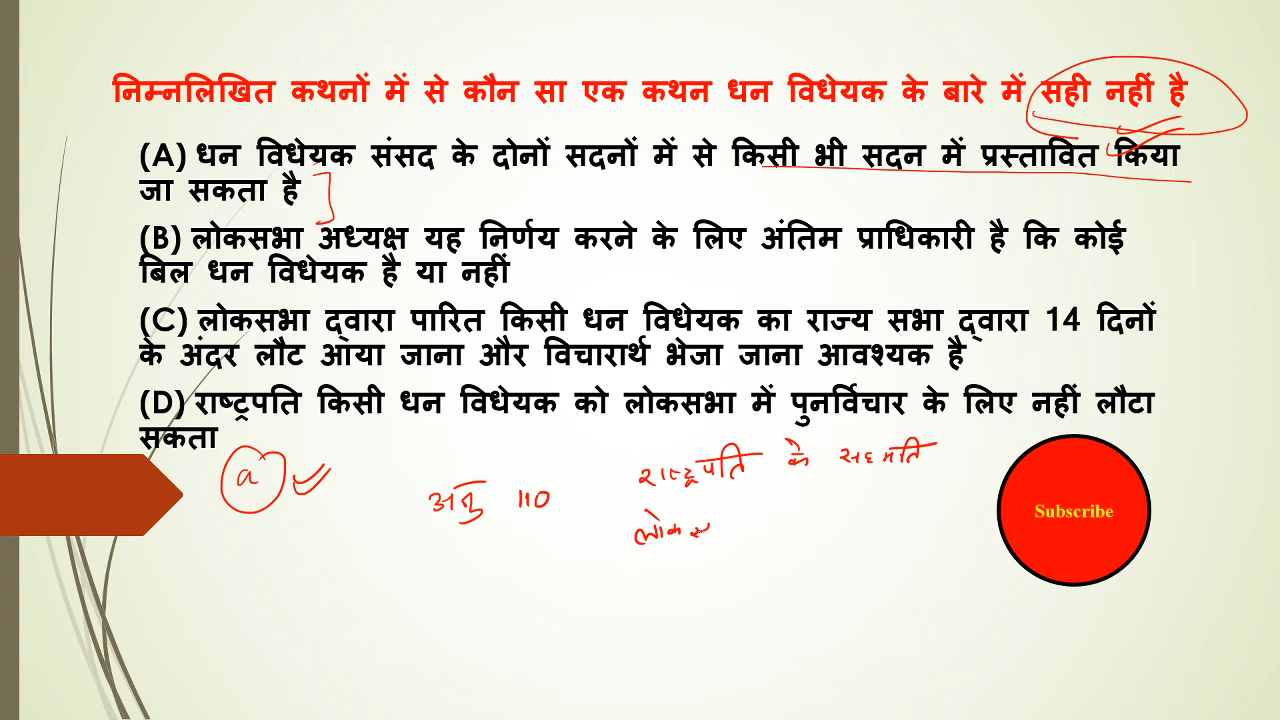 निम्नलिखित कथनों में से कौन सा एक कथन धन विधेयक के बारे में सही नहीं है
(A) धन विधेयक संसद के दोनों सदनों में से किसी भी सदन में प्रस्तावित किया
जा सकता है
(B) लोकसभा अध्यक्ष यह निर्णय करने के लिए अंतिम प्राधिकारी है कि कोई
बिल धन विधेयक है या नहीं
(C) लोकसभा द्वारा पारित किसी धन विधेयक का राज्य सभा द्वारा 14 दिनों
के अंदर लौट आया जाना और विचारार्थ भेजा जाना आवश्यक है
(D) राष्ट्रपति किसी धन विधेयक को लोकसभा में पुनर्विचार के लिए नहीं लौटा
सकता
a
अनु 110
राष्ट्रपति के सहमति
लोकस
Subscribe